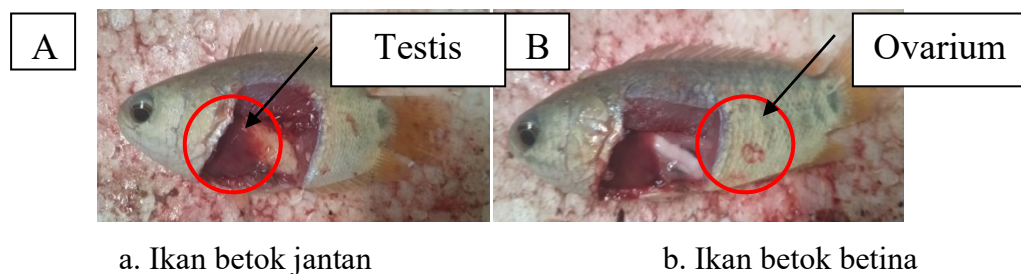 A
Testis
B
Ovarium
a. Ikan betok jantan
b. Ikan betok betina